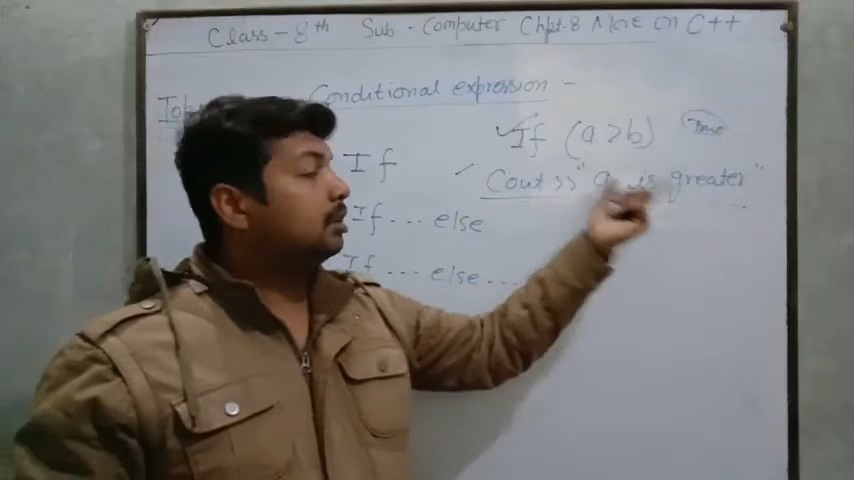 Class - 8th Sub - Computer Chpt-8 More on C++
Conditional expression -
If (a > b) True
If
Cout >> "a is greater"
If ... else
If ... else ...